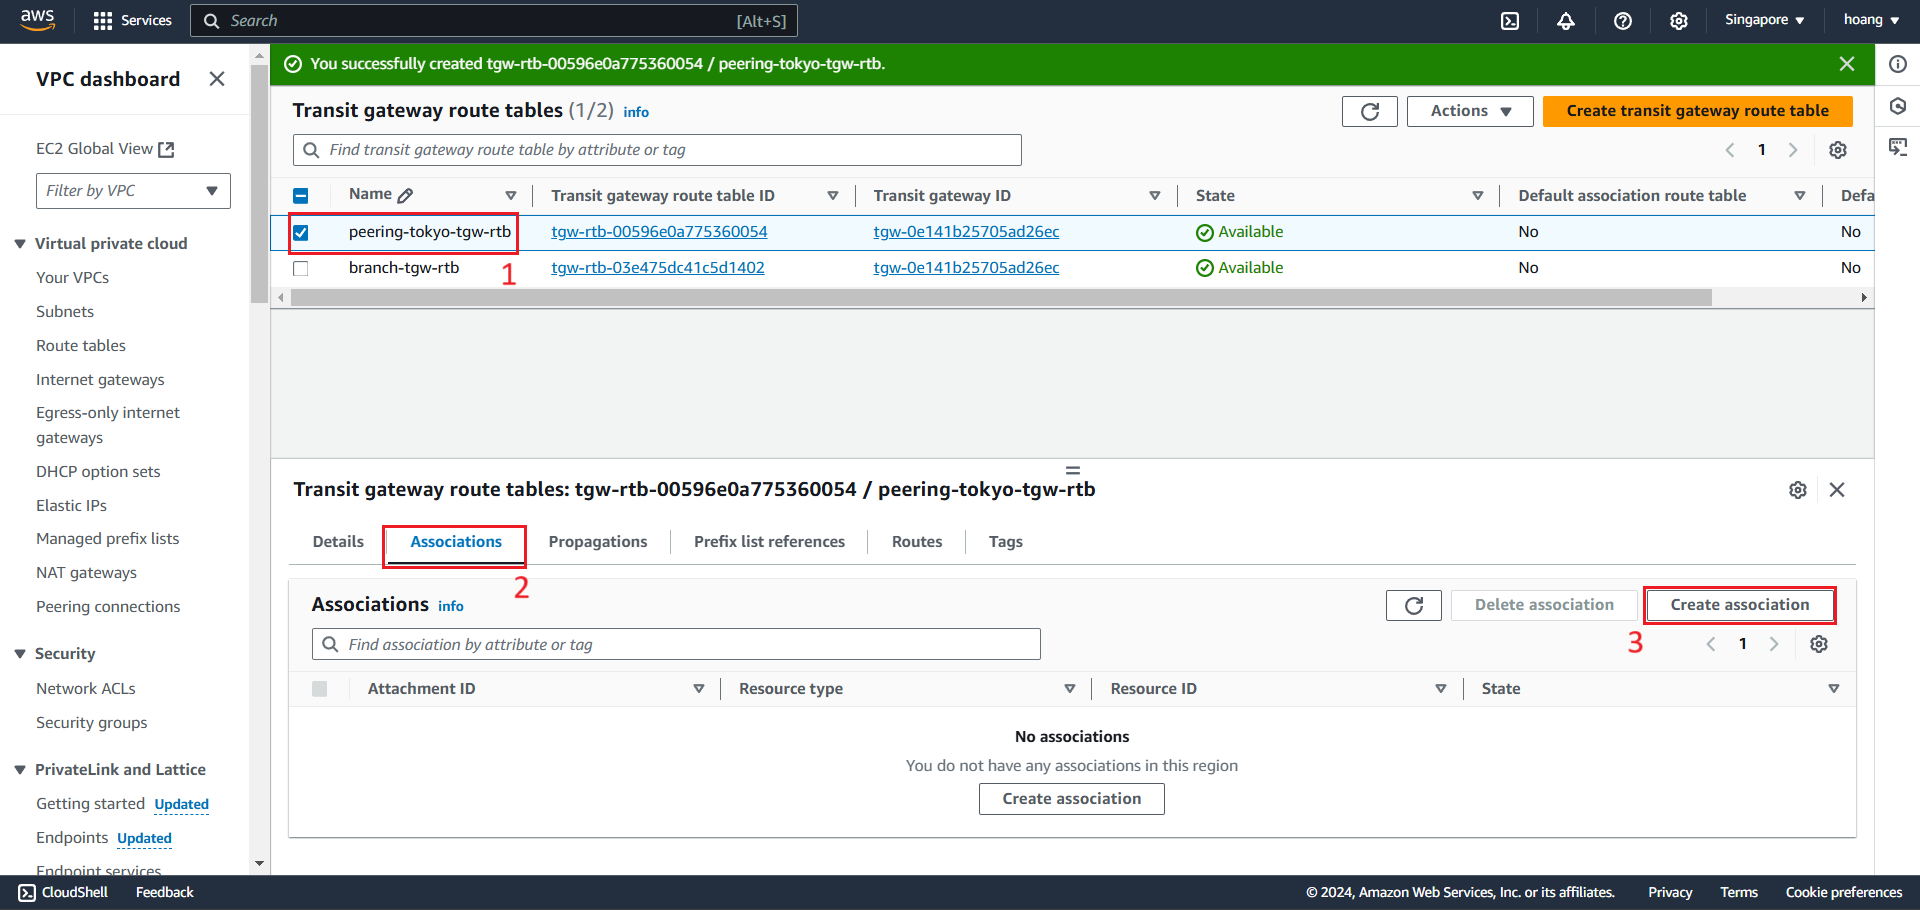 aws Services Search [Alt+S] Singapore hoang
VPC dashboard
EC2 Global View
Filter by VPC
Virtual private cloud
Your VPCs
Subnets
Route tables
Internet gateways
Egress-only internet
gateways
DHCP option sets
Elastic IPs
Managed prefix lists
NAT gateways
Peering connections
Security
Network ACLs
Security groups
PrivateLink and Lattice
Getting started Updated
Endpoints Updated
Endpoint services
You successfully created tgw-rtb-00596e0a775360054 / peering-tokyo-tgw-rtb.
Transit gateway route tables (1/2) info
Actions
Create transit gateway route table
Find transit gateway route table by attribute or tag
1
Name Transit gateway route table ID Transit gateway ID State Default association route table Defa
peering-tokyo-tgw-rtb tgw-rtb-00596e0a775360054 tgw-0e141b25705ad26ec Available No No
branch-tgw-rtb tgw-rtb-03e475dc41c5d1402 tgw-0e141b25705ad26ec Available No No
1
Transit gateway route tables: tgw-rtb-00596e0a775360054 / peering-tokyo-tgw-rtb
Details Associations Propagations Prefix list references Routes Tags
2
Associations info
Delete association Create association
3
Find association by attribute or tag
1
Attachment ID Resource type Resource ID State
No associations
You do not have any associations in this region
Create association
CloudShell Feedback © 2024, Amazon Web Services, Inc. or its affiliates. Privacy Terms Cookie preferences